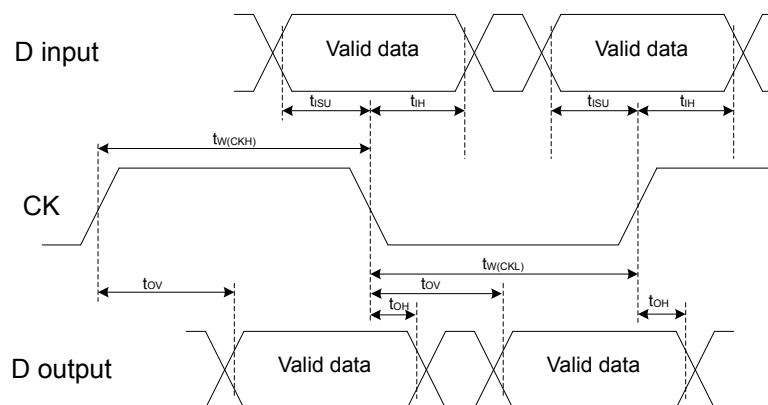 D input
Valid data
Valid data
tISU
tIH
tISU
tIH
tW(CKH)
CK
tW(CKL)
tOV
tOV
tOH
tOH
D output
Valid data
Valid data